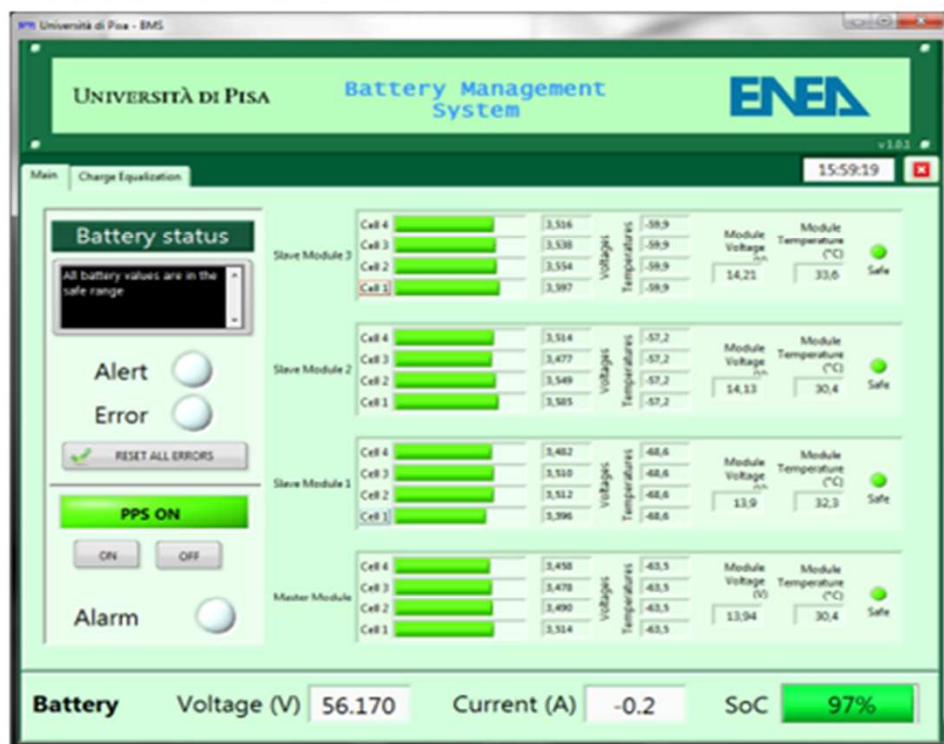 Università di Pisa - BMS
UNIVERSITÀ DI PISA
Battery Management
System
ENEA
v 1.0.1
Main
Charge Equalization
15:59:19
Battery status
All battery values are in the
safe range
Alert
Error
RESET ALL ERRORS
PPS ON
ON
OFF
Alarm
Slave Module 3
Cell 4
3,516
-59,9
Cell 3
3,538
-59,9
Cell 2
3,554
-59,9
Cell 1
3,597
-59,9
Voltages
Temperatures
Module
Voltage
14,21
Module
Temperature
(°C)
33,6
Safe
Slave Module 2
Cell 4
3,514
-57,2
Cell 3
3,477
-57,2
Cell 2
3,549
-57,2
Cell 1
3,585
-57,2
Voltages
Temperatures
Module
Voltage
14,13
Module
Temperature
(°C)
30,4
Safe
Slave Module 1
Cell 4
3,482
-68,6
Cell 3
3,510
-68,6
Cell 2
3,512
-68,6
Cell 1
3,396
-68,6
Voltages
Temperatures
Module
Voltage
13,9
Module
Temperature
(°C)
32,3
Safe
Master Module
Cell 4
3,458
-63,5
Cell 3
3,478
-63,5
Cell 2
3,490
-63,5
Cell 1
3,514
-63,5
Voltages
Temperatures
Module
Voltage
(V)
13,94
Module
Temperature
(°C)
30,4
Safe
Battery
Voltage (V)
56.170
Current (A)
-0.2
SoC
97%